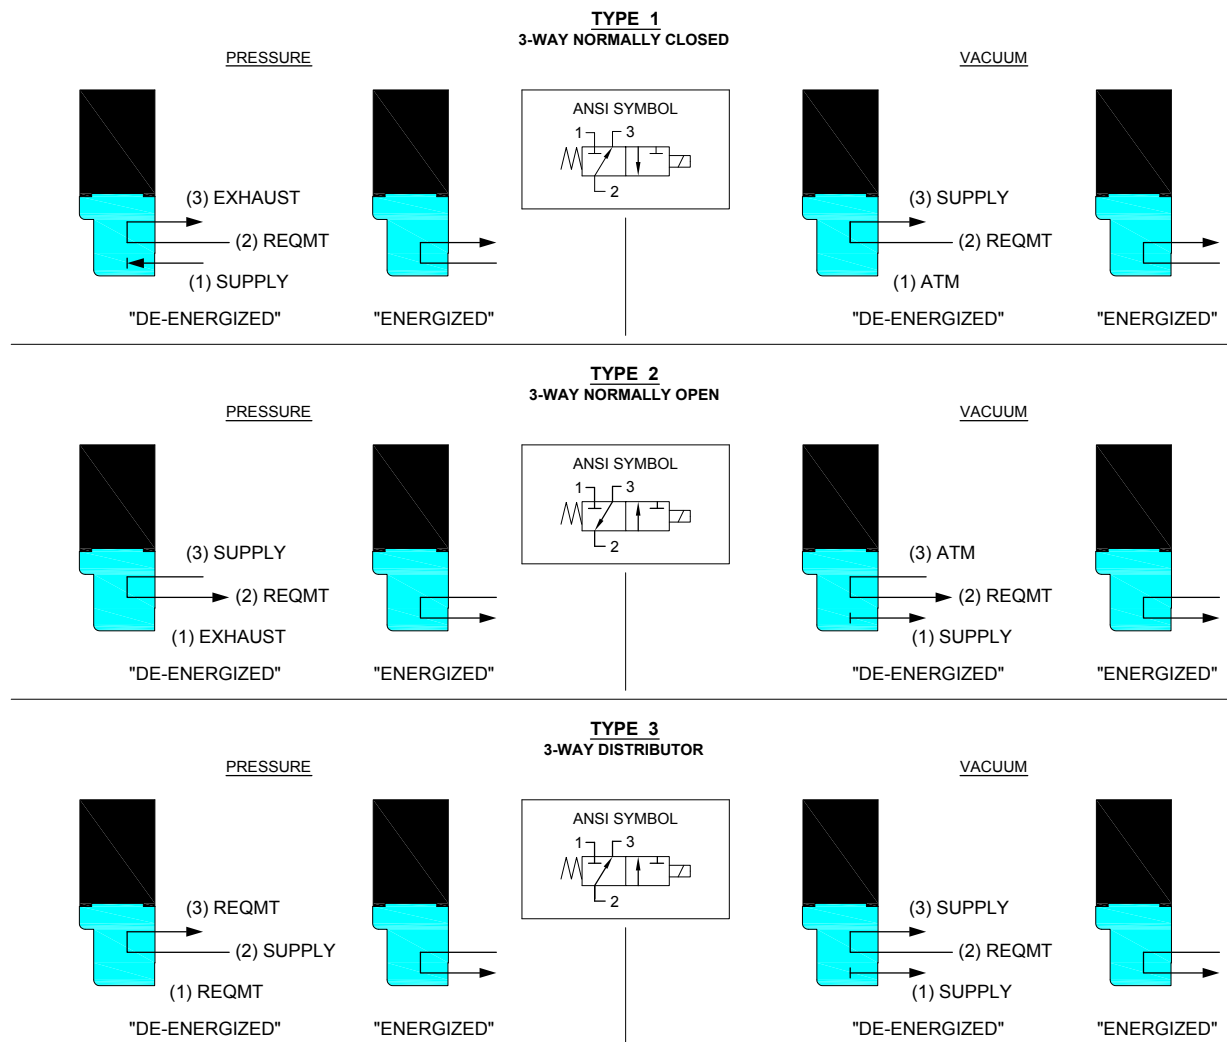 TYPE 1
3-WAY NORMALLY CLOSED
PRESSURE
VACUUM
ANSI SYMBOL
1
3
2
(3) EXHAUST
(2) REQMT
(1) SUPPLY
(3) SUPPLY
(2) REQMT
(1) ATM
"DE-ENERGIZED"
"ENERGIZED"
"DE-ENERGIZED"
"ENERGIZED"
TYPE 2
3-WAY NORMALLY OPEN
PRESSURE
VACUUM
ANSI SYMBOL
1
3
2
(3) SUPPLY
(2) REQMT
(1) EXHAUST
(3) ATM
(2) REQMT
(1) SUPPLY
"DE-ENERGIZED"
"ENERGIZED"
"DE-ENERGIZED"
"ENERGIZED"
TYPE 3
3-WAY DISTRIBUTOR
PRESSURE
VACUUM
ANSI SYMBOL
1
3
2
(3) REQMT
(2) SUPPLY
(1) REQMT
(3) SUPPLY
(2) REQMT
(1) SUPPLY
"DE-ENERGIZED"
"ENERGIZED"
"DE-ENERGIZED"
"ENERGIZED"